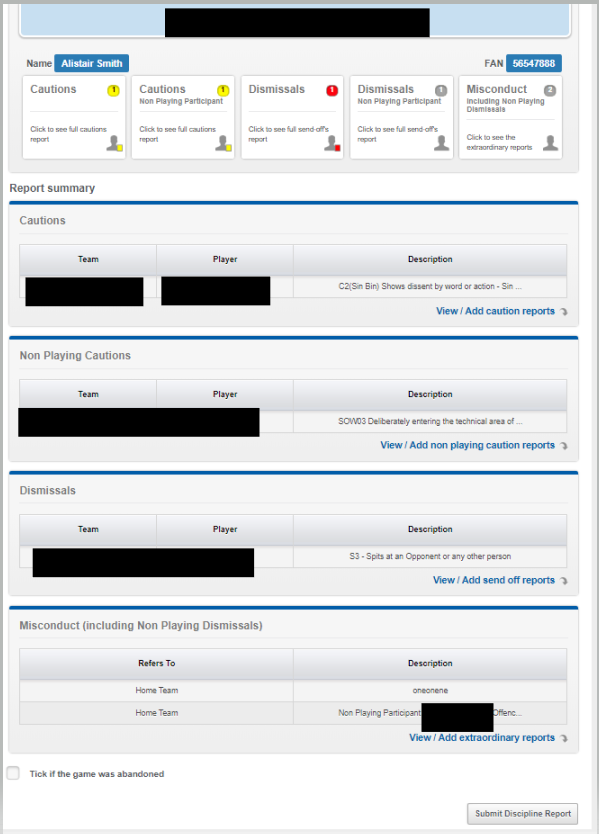 Name Alistair Smith FAN 56547888
Cautions 1 Cautions 1 Dismissals 1 Dismissals 1 Misconduct 2
Non Playing Participant Non Playing Participant Including Non Playing
Dismissals
Click to see full cautions Click to see full cautions Click to see full send-off's Click to see full send-off's Click to see the
report report report report extraordinary reports
Report summary
Cautions
Team Player Description
C2(Sin Bin) Shows dissent by word or action - Sin ...
View / Add caution reports
Non Playing Cautions
Team Player Description
SOW03 Deliberately entering the technical area of ...
View / Add non playing caution reports
Dismissals
Team Player Description
S3 - Spits at an Opponent or any other person
View / Add send off reports
Misconduct (including Non Playing Dismissals)
Refers To Description
Home Team oneonene
Home Team Non Playing Participant Offenc...
View / Add extraordinary reports
Tick if the game was abandoned
Submit Discipline Report